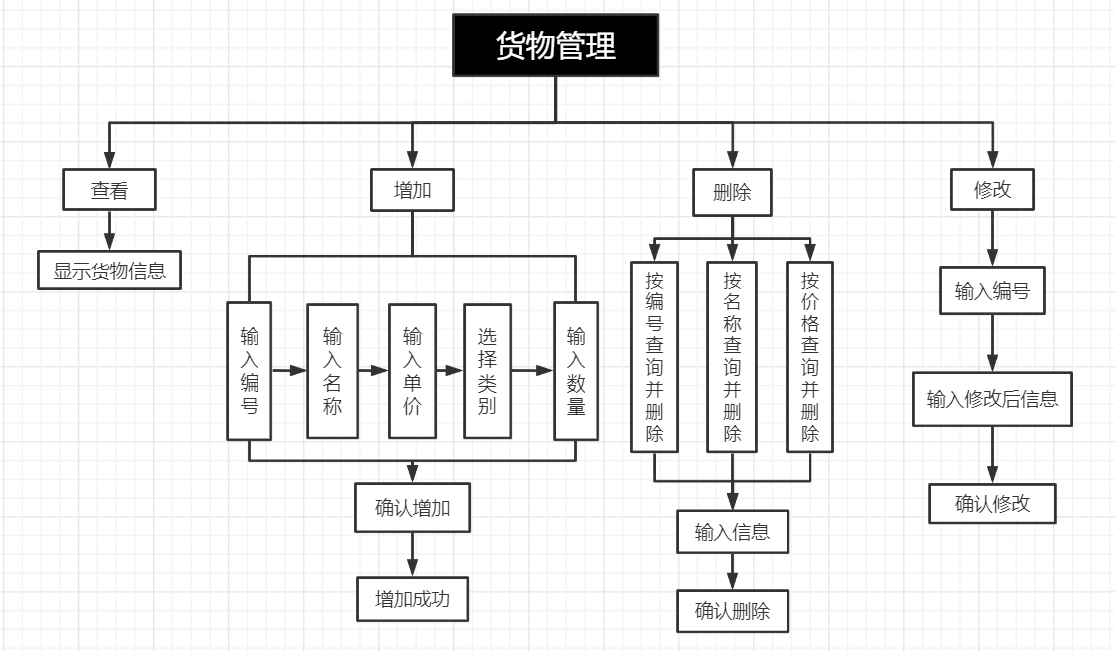 货物管理
查看
增加
删除
修改
显示货物信息
输入编号
输入名称
输入单价
选择类别
输入数量
确认增加
增加成功
按编号查询并删除
按名称查询并删除
按价格查询并删除
输入信息
确认删除
输入编号
输入修改后信息
确认修改